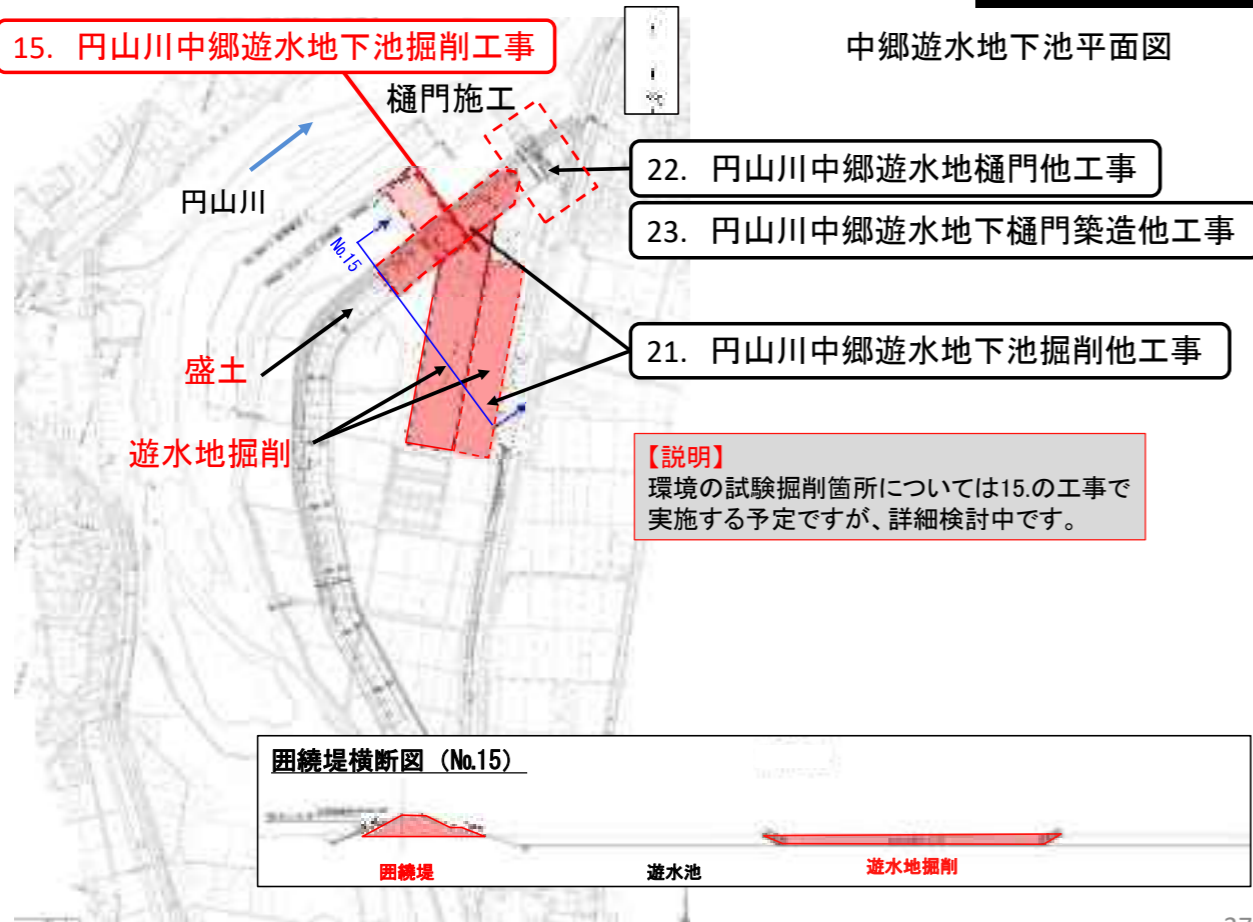 15. 円山川中郷遊水地下池掘削工事
中郷遊水地下池平面図
樋門施工
22. 円山川中郷遊水地樋門他工事
円山川
23. 円山川中郷遊水地下樋門築造他工事
No.15
21. 円山川中郷遊水地下池掘削他工事
盛土
遊水地掘削
【説明】
環境の試験掘削箇所については15.の工事で
実施する予定ですが、詳細検討中です。
囲繞堤横断図 (No.15)
囲繞堤
遊水池
遊水地掘削